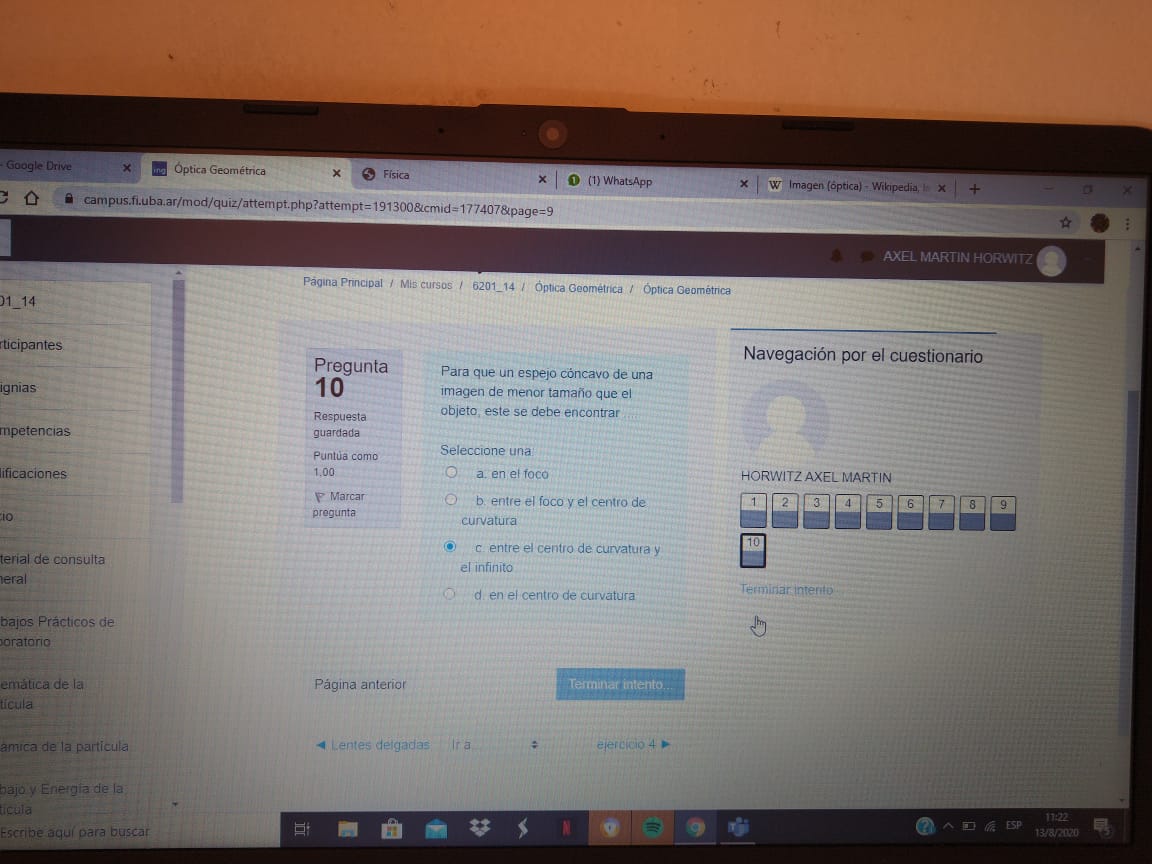 - Google Drive
Óptica Geométrica
Física
(1) WhatsApp
Imagen (óptica) - Wikipedia, l
campus.fi.uba.ar/mod/quiz/attempt.php?attempt=191300&cmid=177407&page=9
AXEL MARTIN HORWITZ
Página Principal / Mis cursos / 6201_14 / Óptica Geométrica / Óptica Geométrica
01_14
rticipantes
ignias
mpetencias
lificaciones
io
terial de consulta
neral
bajos Prácticos de
boratorio
emática de la
tícula
ámica de la partícula
bajo y Energía de la
tícula
Pregunta
10
Respuesta
guardada
Puntúa como
1,00
Marcar
pregunta
Para que un espejo cóncavo de una
imagen de menor tamaño que el
objeto, este se debe encontrar ....
Seleccione una:
a. en el foco
b. entre el foco y el centro de
curvatura
c. entre el centro de curvatura y
el infinito
d. en el centro de curvatura
Página anterior
Terminar intento...
◄ Lentes delgadas
Ir a...
ejercicio 4 ►
Navegación por el cuestionario
HORWITZ AXEL MARTIN
1 2 3 4 5 6 7 8 9
10
Terminar intento
Escribe aquí para buscar
ESP
11:22
13/8/2020